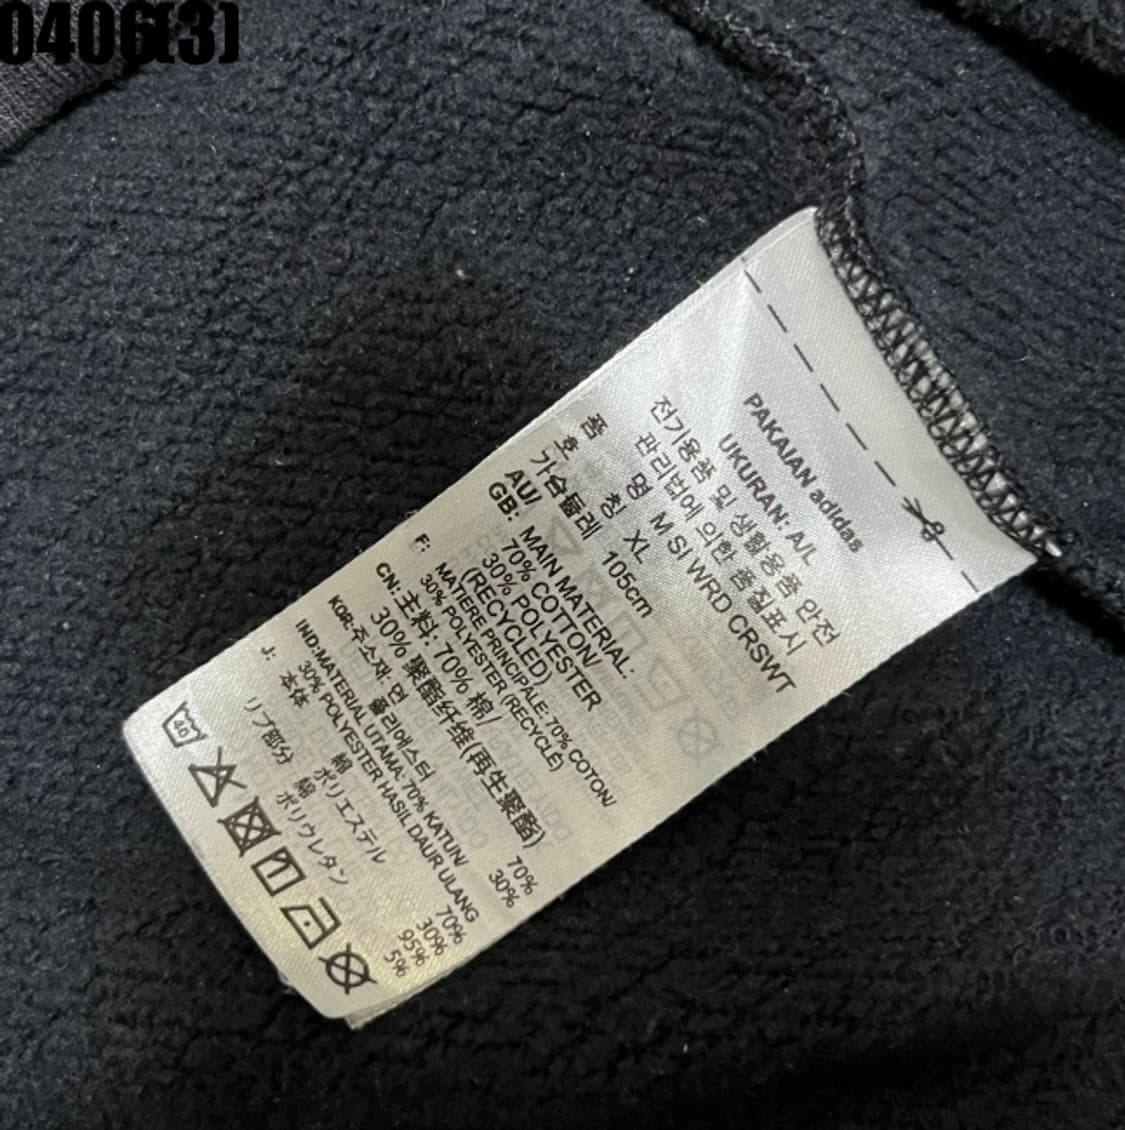 0406(3)
PAKAIAN adidas
UKURAN: A/L
전기용품 및 생활용품 안전
관리법에 의한 품질표시
품 명 M SI WRD CRSWT
호 칭 XL
가슴둘레 105cm
AU/
GB: MAIN MATERIAL:
70% COTTON/
30% POLYESTER
(RECYCLED)
F: MATIERE PRINCIPALE: 70% COTON/
30% POLYESTER (RECYCLÉ)
CN: 主料: 70% 棉/
30% 聚酯纤维(再生聚酯)
KOR: 주소재: 면 70%
폴리에스터 30%
IND: MATERIAL UTAMA: 70% KATUN/
30% POLYESTER HASIL DAUR ULANG
J: 本体 綿 70%
ポリエステル 30%
リブ部分 綿 95%
ポリウレタン 5%
40